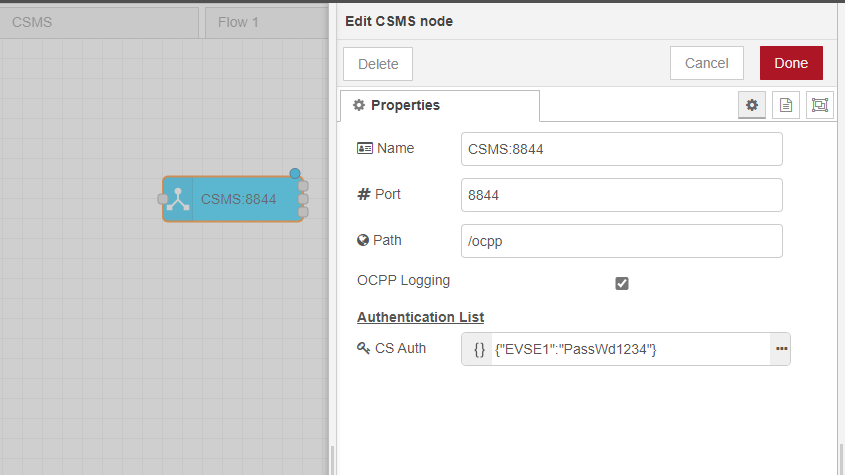 CSMS
Flow 1
CSMS:8844
Edit CSMS node
Delete
Cancel
Done
Properties
Name
CSMS:8844
Port
8844
Path
/ocpp
OCPP Logging
Authentication List
CS Auth
{} {"EVSE1":"PassWd1234"}